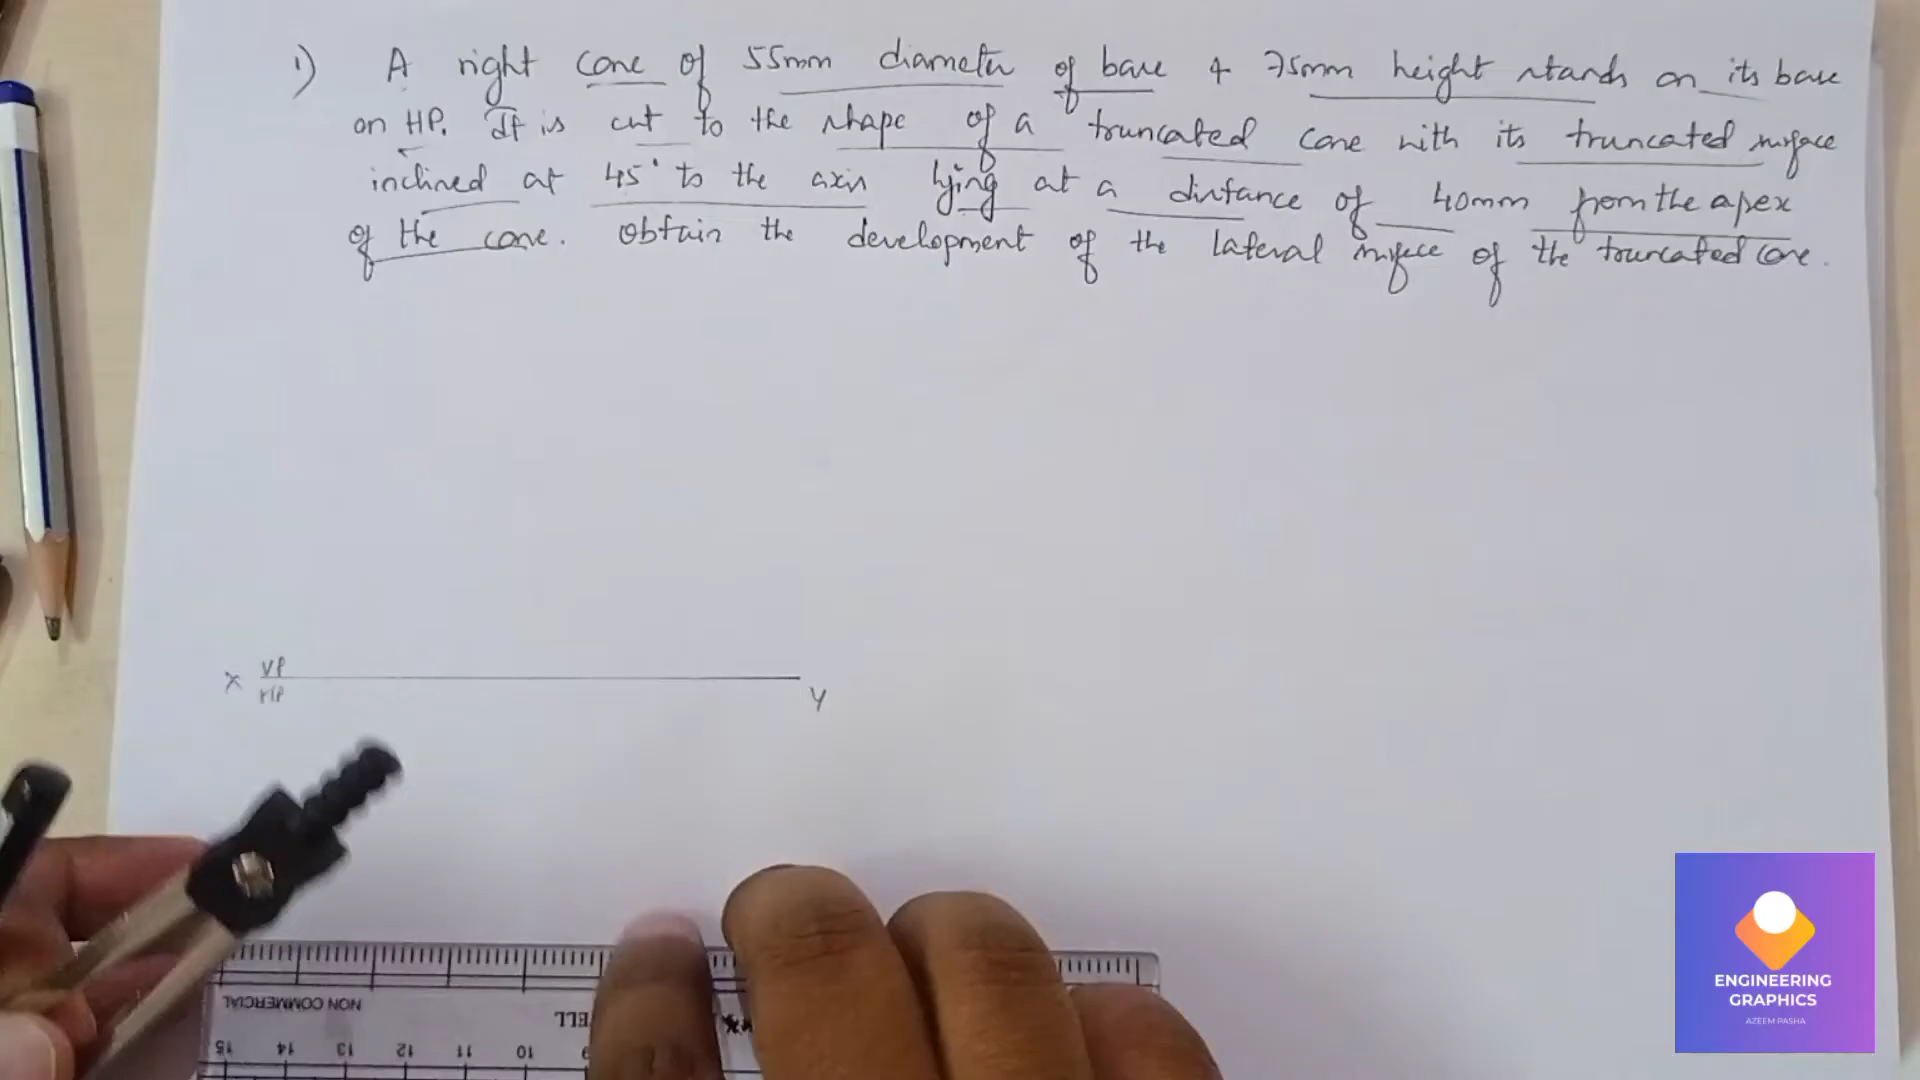 1) A right cone of 55mm diameter of base & 75mm height stands on its base
on HP. It is cut to the shape of a truncated cone with its truncated surface
inclined at 45° to the axis lying at a distance of 40mm from the apex
of the cone. obtain the development of the lateral surface of the truncated cone.
X VP
HP
Y
NON COMMERCIAL
ELL
15 14 13 12 11 10 9
ENGINEERING
GRAPHICS
AZEEM PASHA